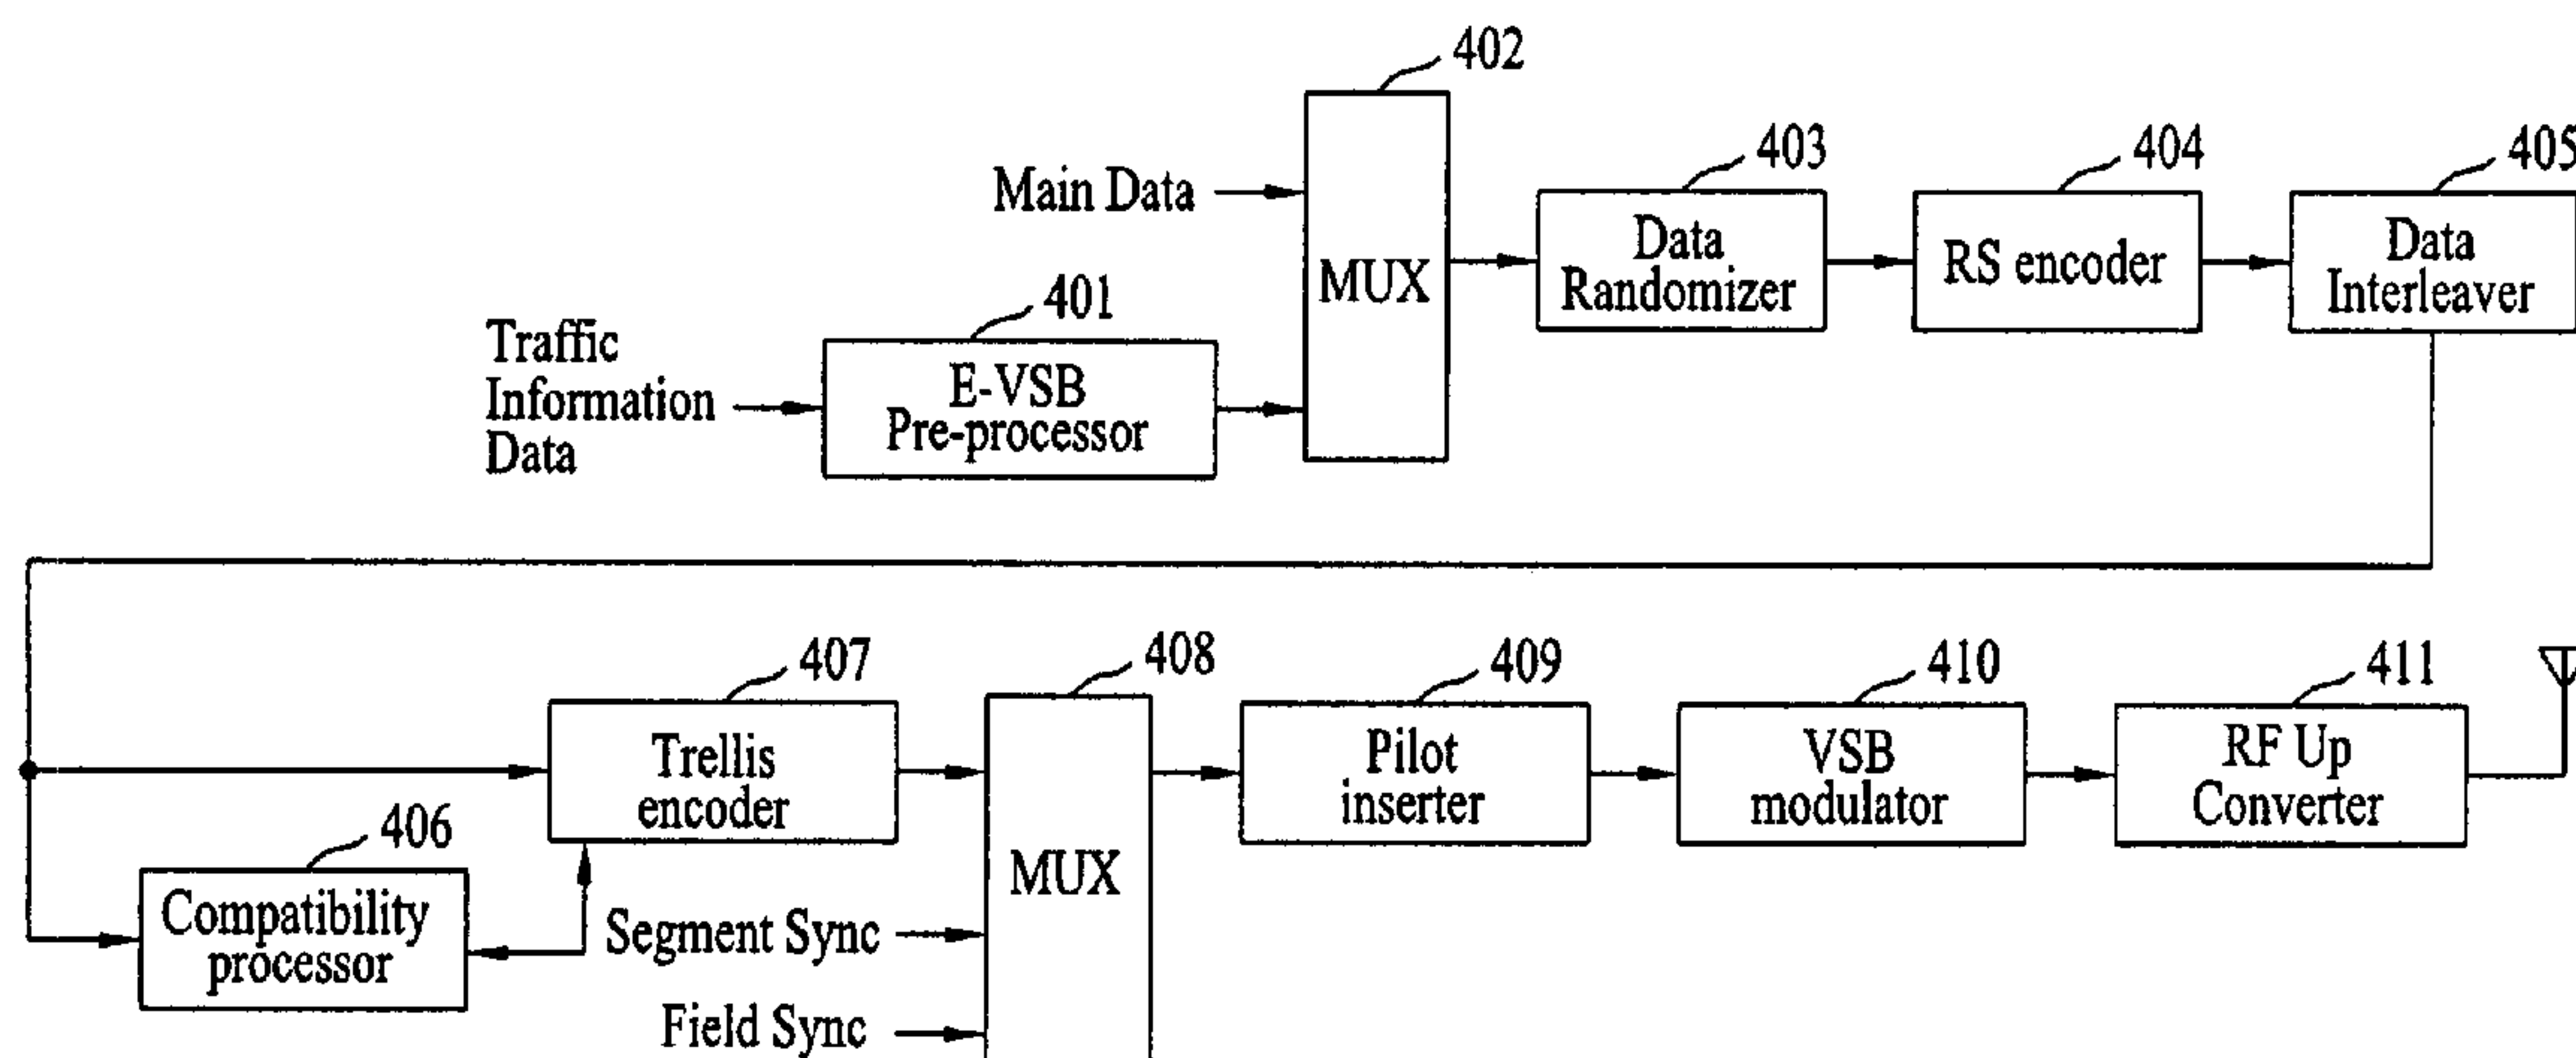 402
403
404
405
Main Data
MUX
Data
Randomizer
RS encoder
Data
Interleaver
401
Traffic
Information
Data
E-VSB
Pre-processor
407
408
409
410
411
Trellis
encoder
Pilot
inserter
VSB
modulator
RF Up
Converter
406
Compatibility
processor
MUX
Segment Sync
Field Sync